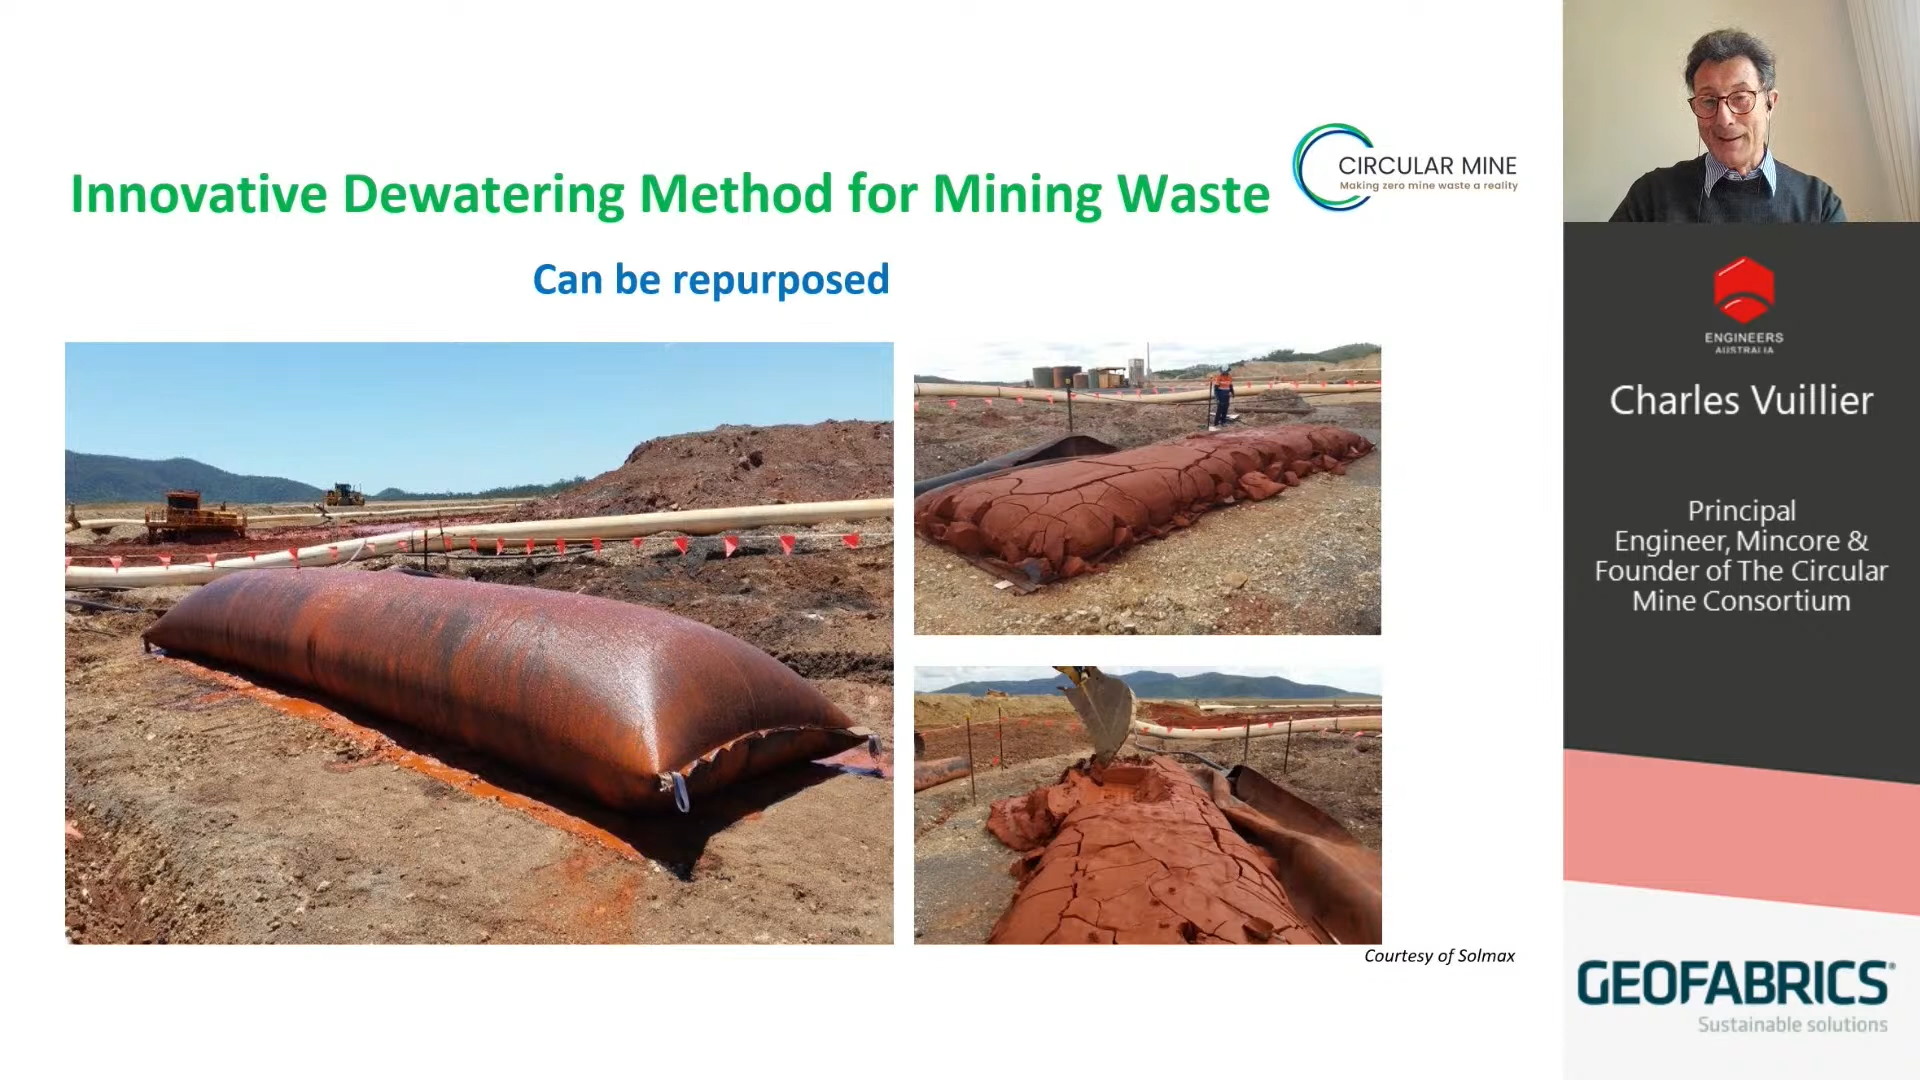 Innovative Dewatering Method for Mining Waste
CIRCULAR MINE
Making zero mine waste a reality
Can be repurposed
Courtesy of Solmax
ENGINEERS
AUSTRALIA
Charles Vuillier
Principal
Engineer, Mincore &
Founder of The Circular
Mine Consortium
GEOFABRICS®
Sustainable solutions